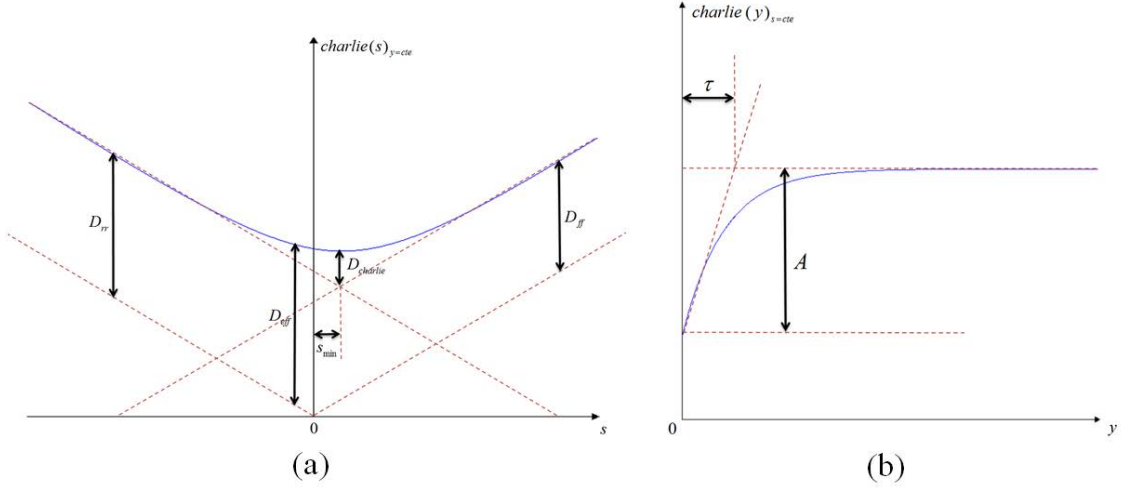 charlie(s)y=cte
Drr
Dff
Dcharlie
Deff
smin
0
s
(a)
charlie(y)s=cte
τ
A
0
y
(b)